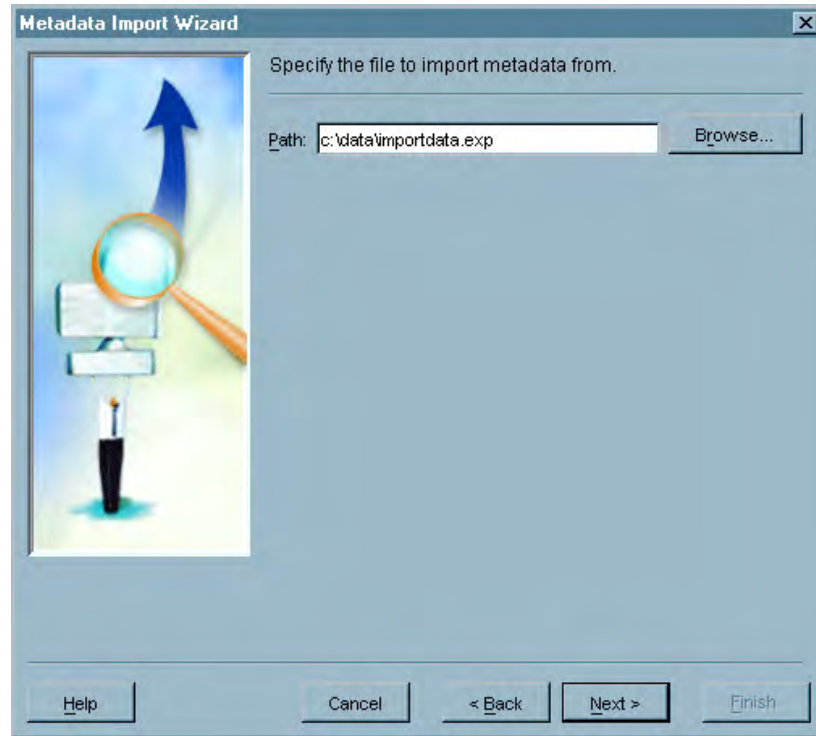 Metadata Import Wizard
Specify the file to import metadata from.
Path: c:\data\importdata.exp Browse...
Help Cancel < Back Next > Finish